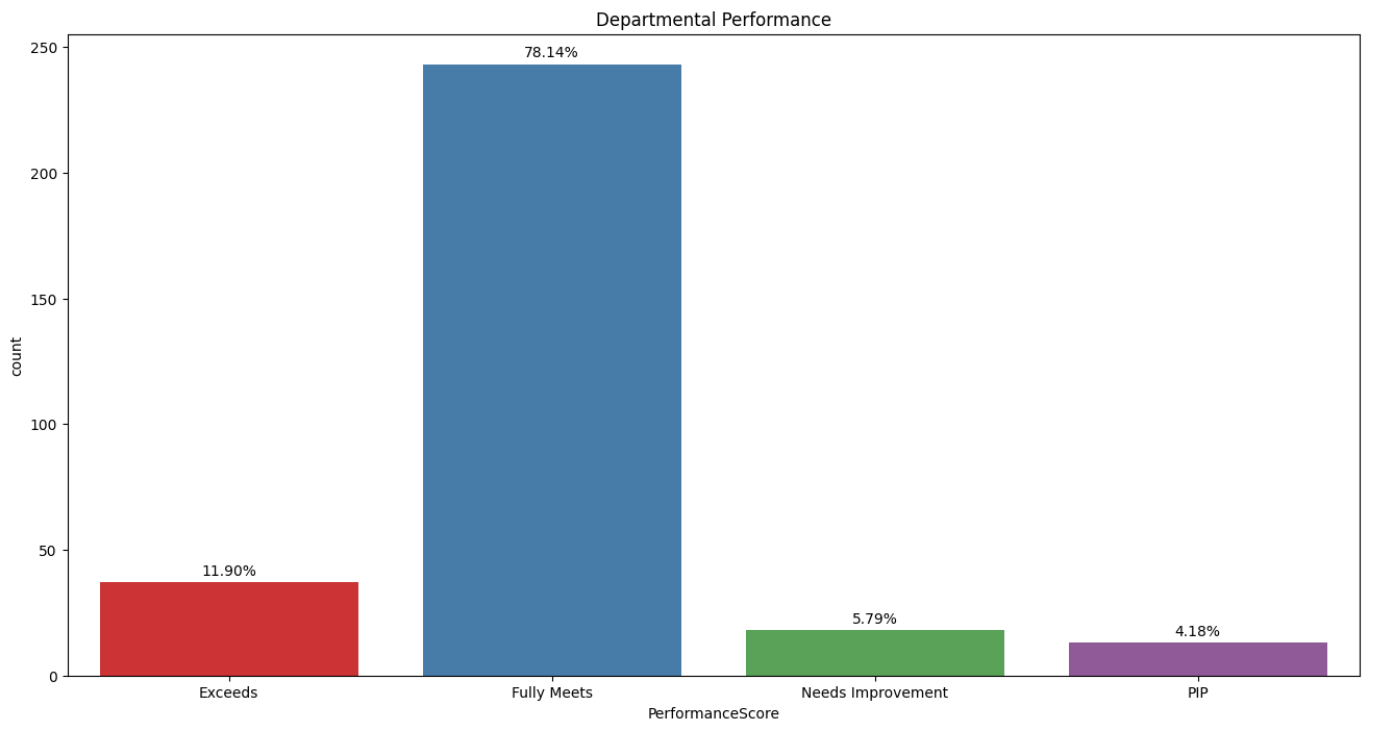 Departmental Performance
250
200
150
100
50
0
count
11.90%
78.14%
5.79%
4.18%
Exceeds
Fully Meets
Needs Improvement
PIP
PerformanceScore